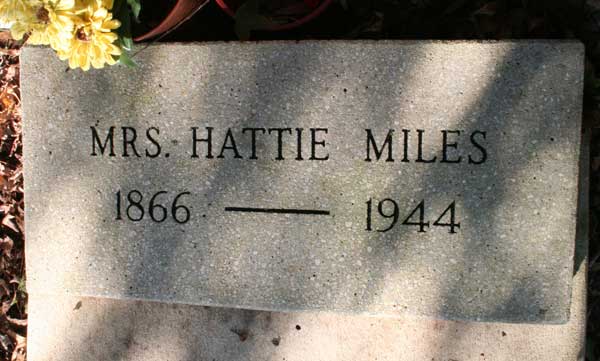 MRS. HATTIE MILES
1866 — 1944